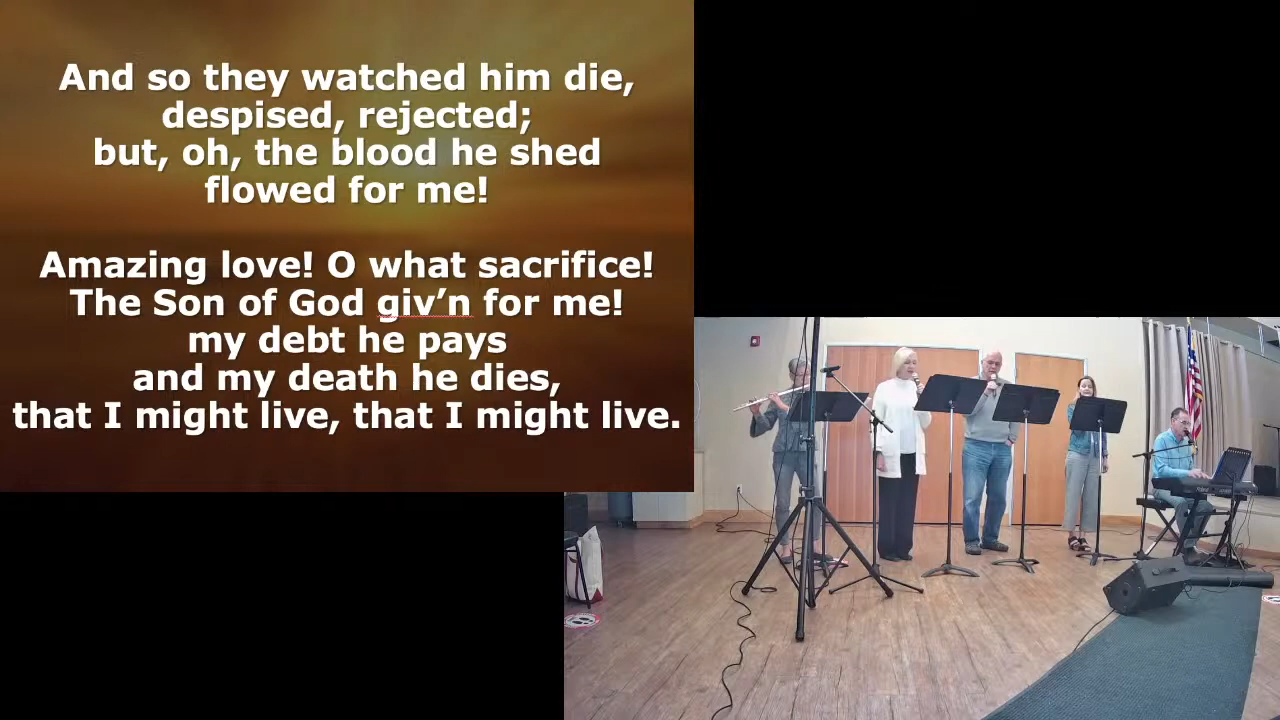 And so they watched him die,
despised, rejected;
but, oh, the blood he shed
flowed for me!
Amazing love! O what sacrifice!
The Son of God giv’n for me!
my debt he pays
and my death he dies,
that I might live, that I might live.